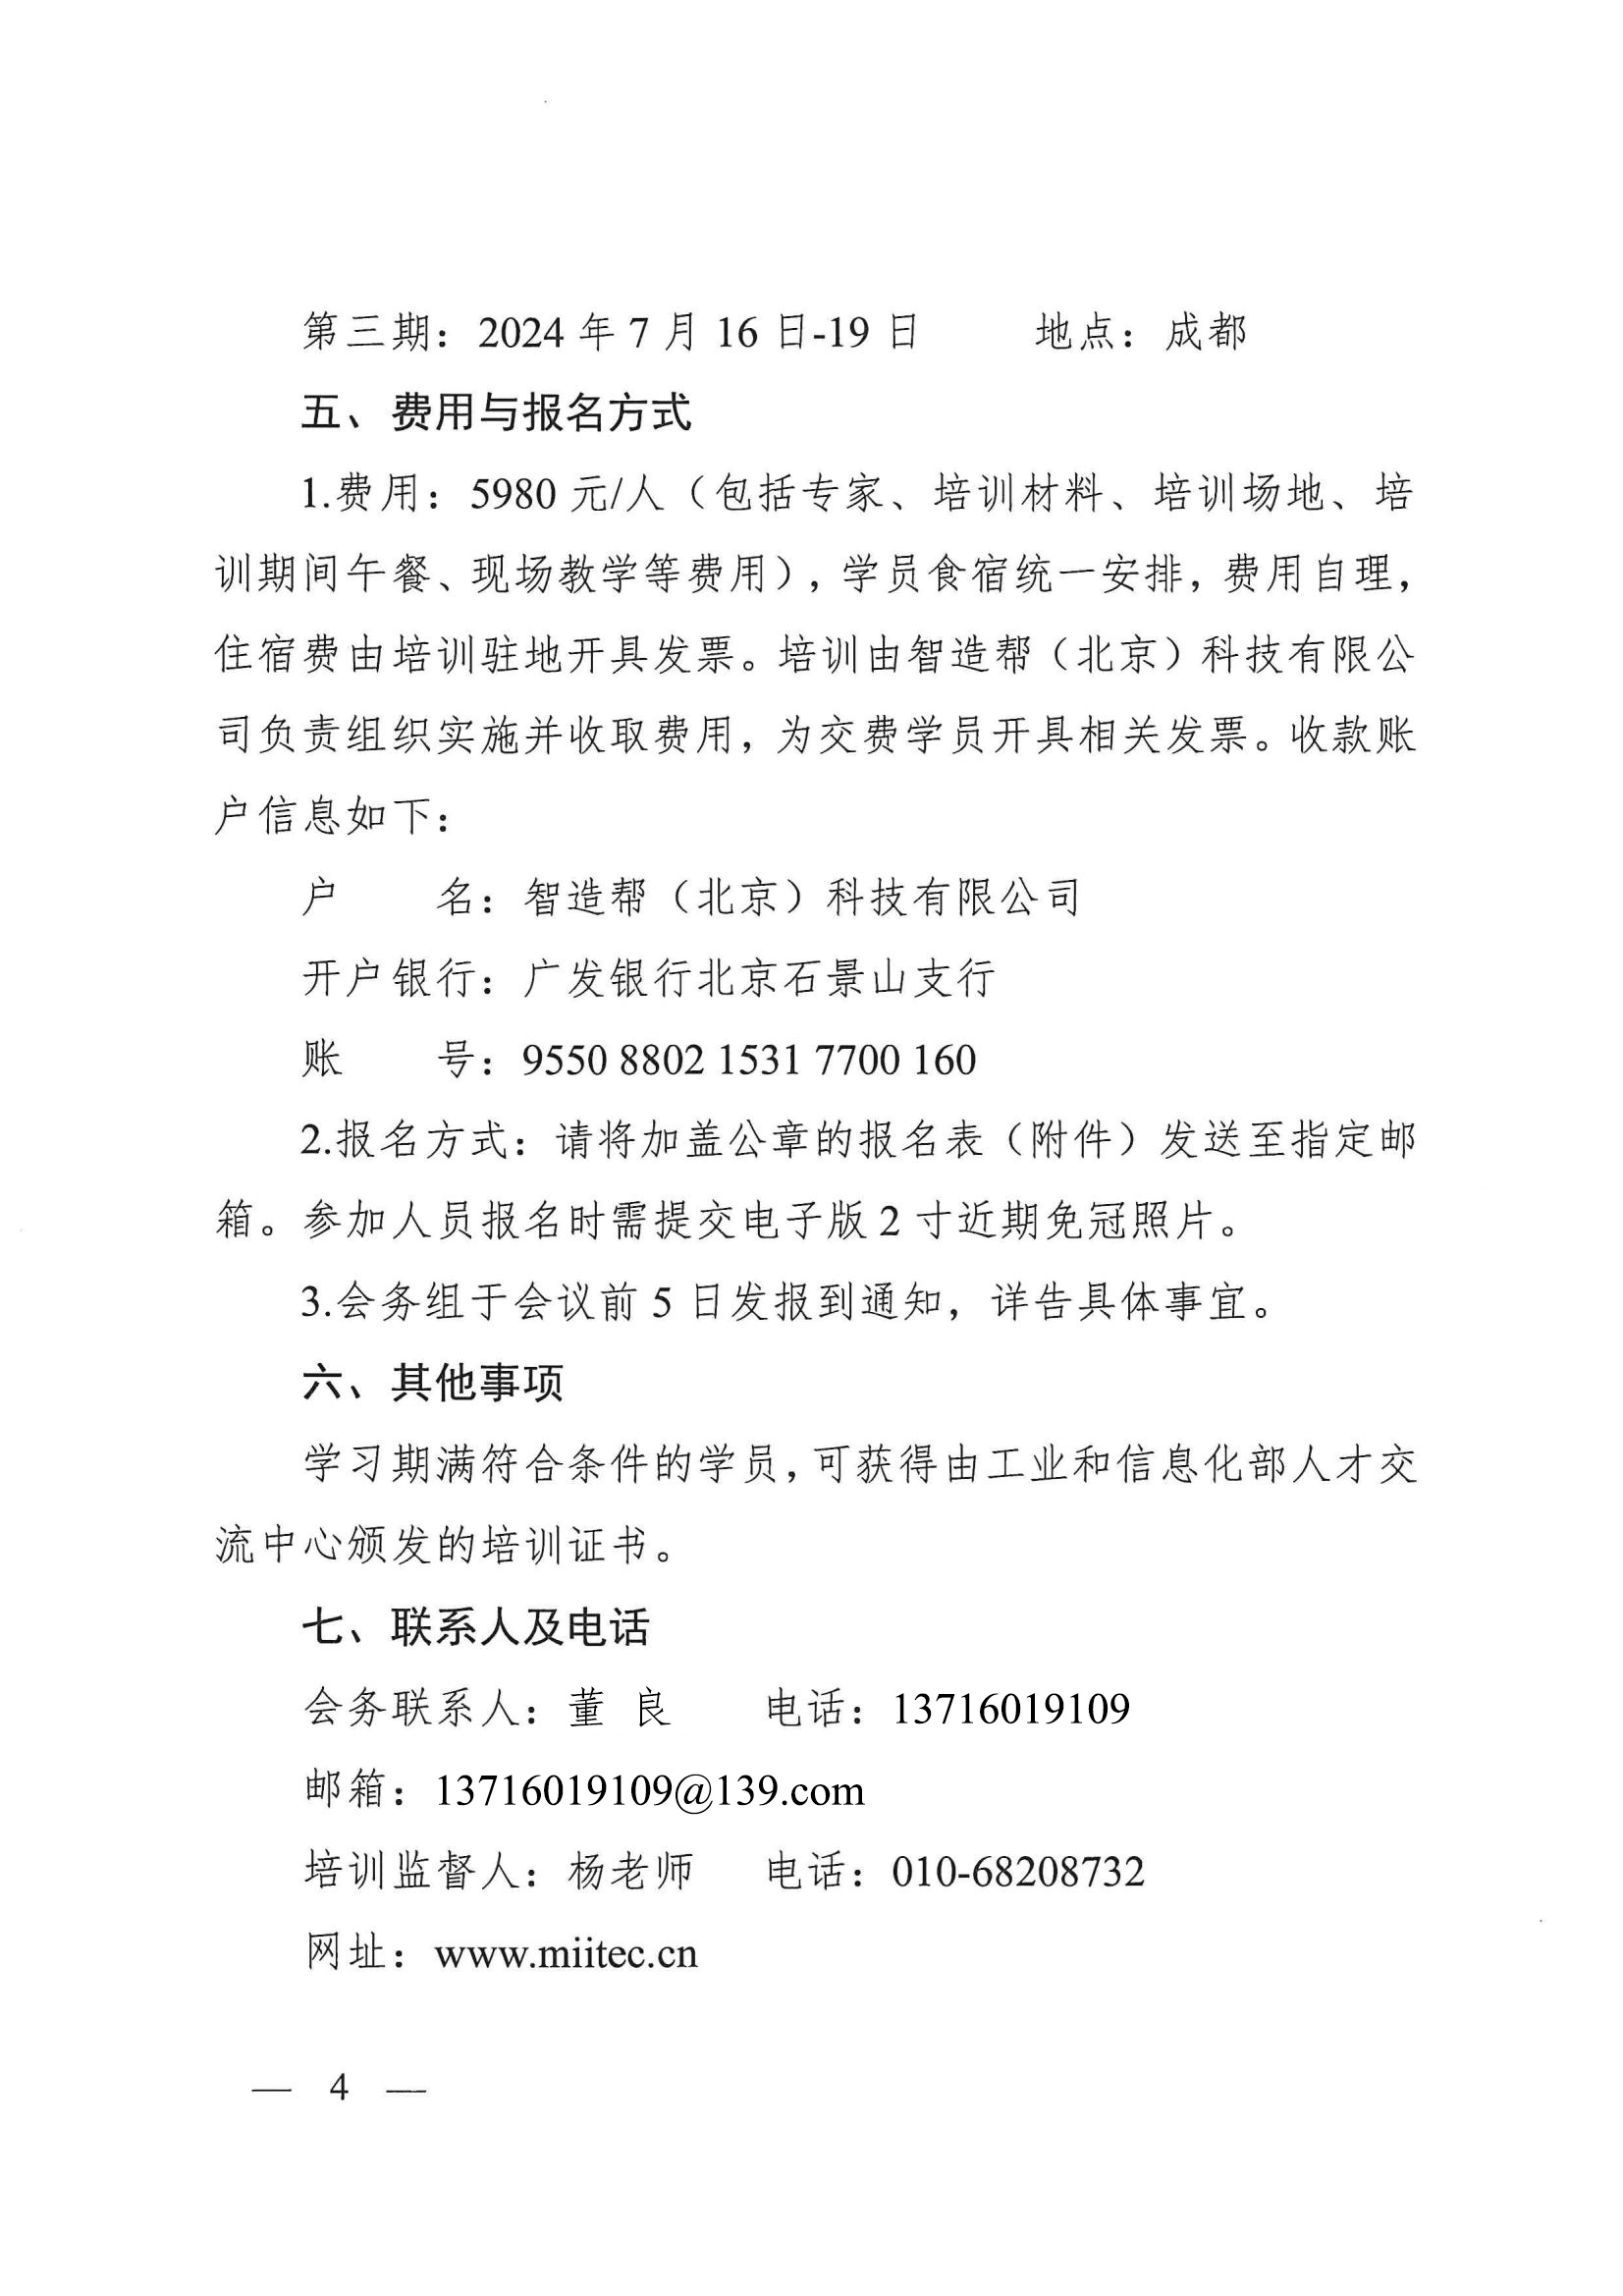 第三期：2024 年 7 月 16 日-19 日 地点：成都
五、费用与报名方式
1.费用：5980 元/人（包括专家、培训材料、培训场地、培
训期间午餐、现场教学等费用），学员食宿统一安排，费用自理，
住宿费由培训驻地开具发票。培训由智造帮（北京）科技有限公
司负责组织实施并收取费用，为交费学员开具相关发票。收款账
户信息如下：
户 名：智造帮（北京）科技有限公司
开户银行：广发银行北京石景山支行
账 号：9550 8802 1531 7700 160
2.报名方式：请将加盖公章的报名表（附件）发送至指定邮
箱。参加人员报名时需提交电子版 2 寸近期免冠照片。
3.会务组于会议前 5 日发报到通知，详告具体事宜。
六、其他事项
学习期满符合条件的学员，可获得由工业和信息化部人才交
流中心颁发的培训证书。
七、联系人及电话
会务联系人：董 良 电话：13716019109
邮箱：13716019109@139.com
培训监督人：杨老师 电话：010-68208732
网址：www.miitec.cn
— 4 —